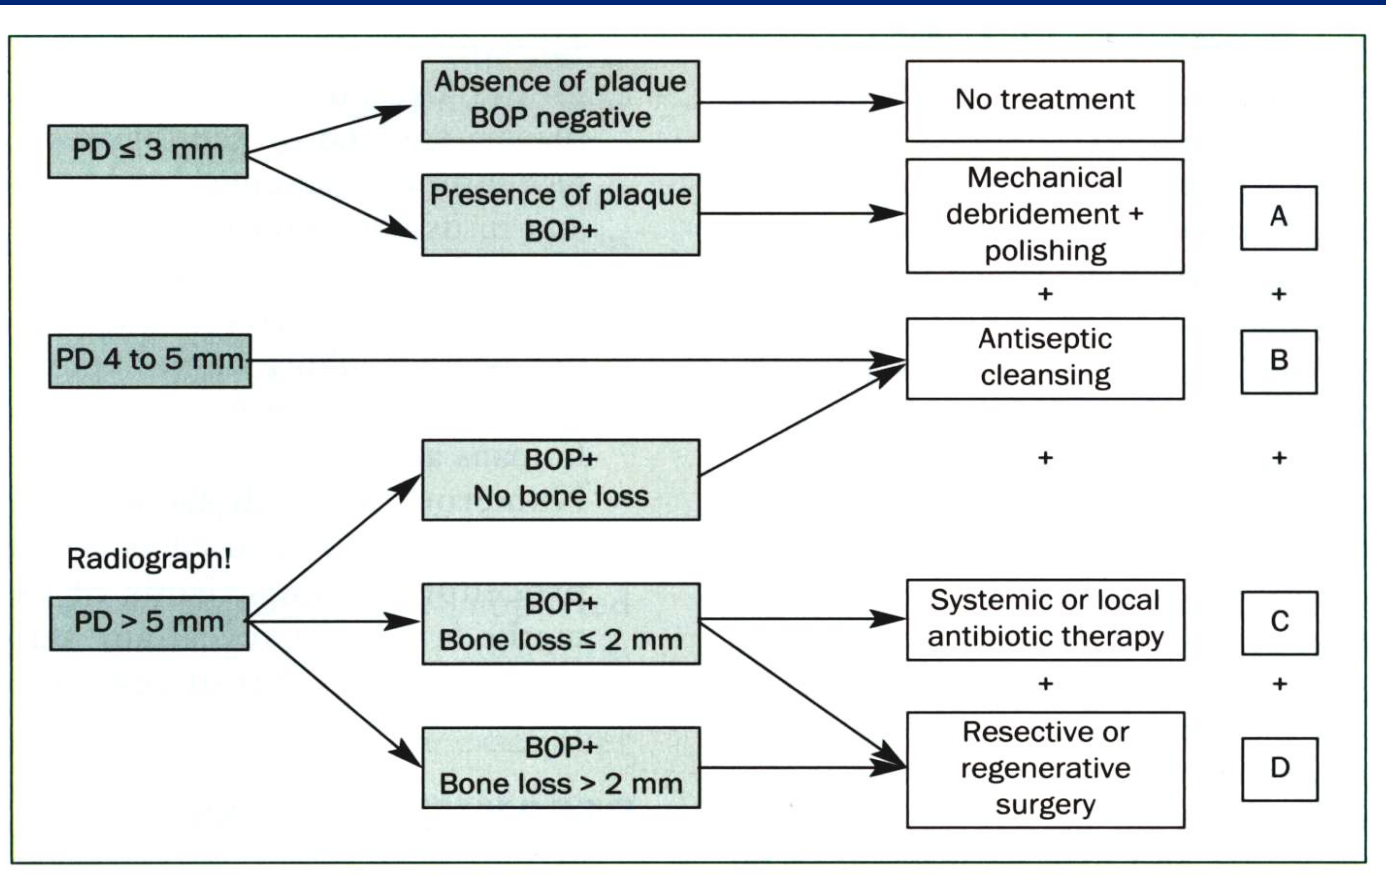 PD ≤ 3 mm
Absence of plaque
BOP negative
No treatment
Presence of plaque
BOP+
Mechanical
debridement +
polishing
A
+
+
PD 4 to 5 mm
Antiseptic
cleansing
B
+
+
BOP+
No bone loss
Radiograph!
PD > 5 mm
BOP+
Bone loss ≤ 2 mm
Systemic or local
antibiotic therapy
C
+
+
BOP+
Bone loss > 2 mm
Resective or
regenerative
surgery
D